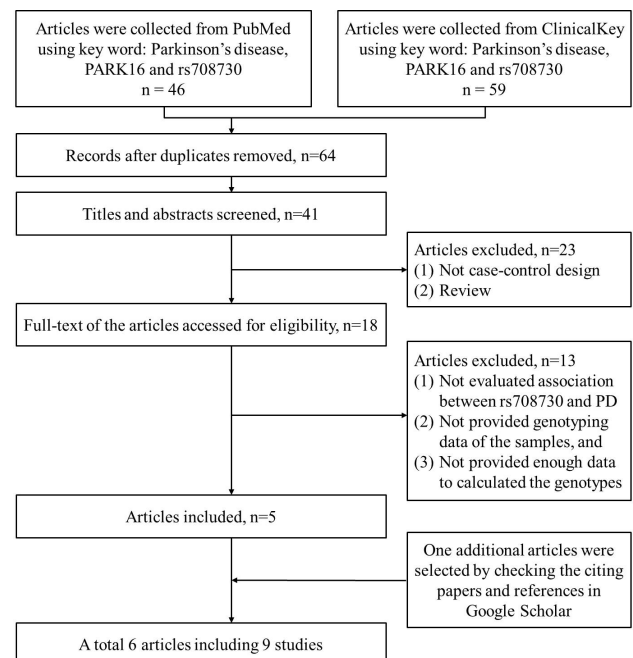 Articles were collected from PubMed
using key word: Parkinson's disease,
PARK16 and rs708730
n = 46
Articles were collected from ClinicalKey
using key word: Parkinson's disease,
PARK16 and rs708730
n = 59
Records after duplicates removed, n=64
Titles and abstracts screened, n=41
Articles excluded, n=23
(1) Not case-control design
(2) Review
Full-text of the articles accessed for eligibility, n=18
Articles excluded, n=13
(1) Not evaluated association
between rs708730 and PD
(2) Not provided genotyping
data of the samples, and
(3) Not provided enough data
to calculated the genotypes
Articles included, n=5
One additional articles were
selected by checking the citing
papers and references in
Google Scholar
A total 6 articles including 9 studies